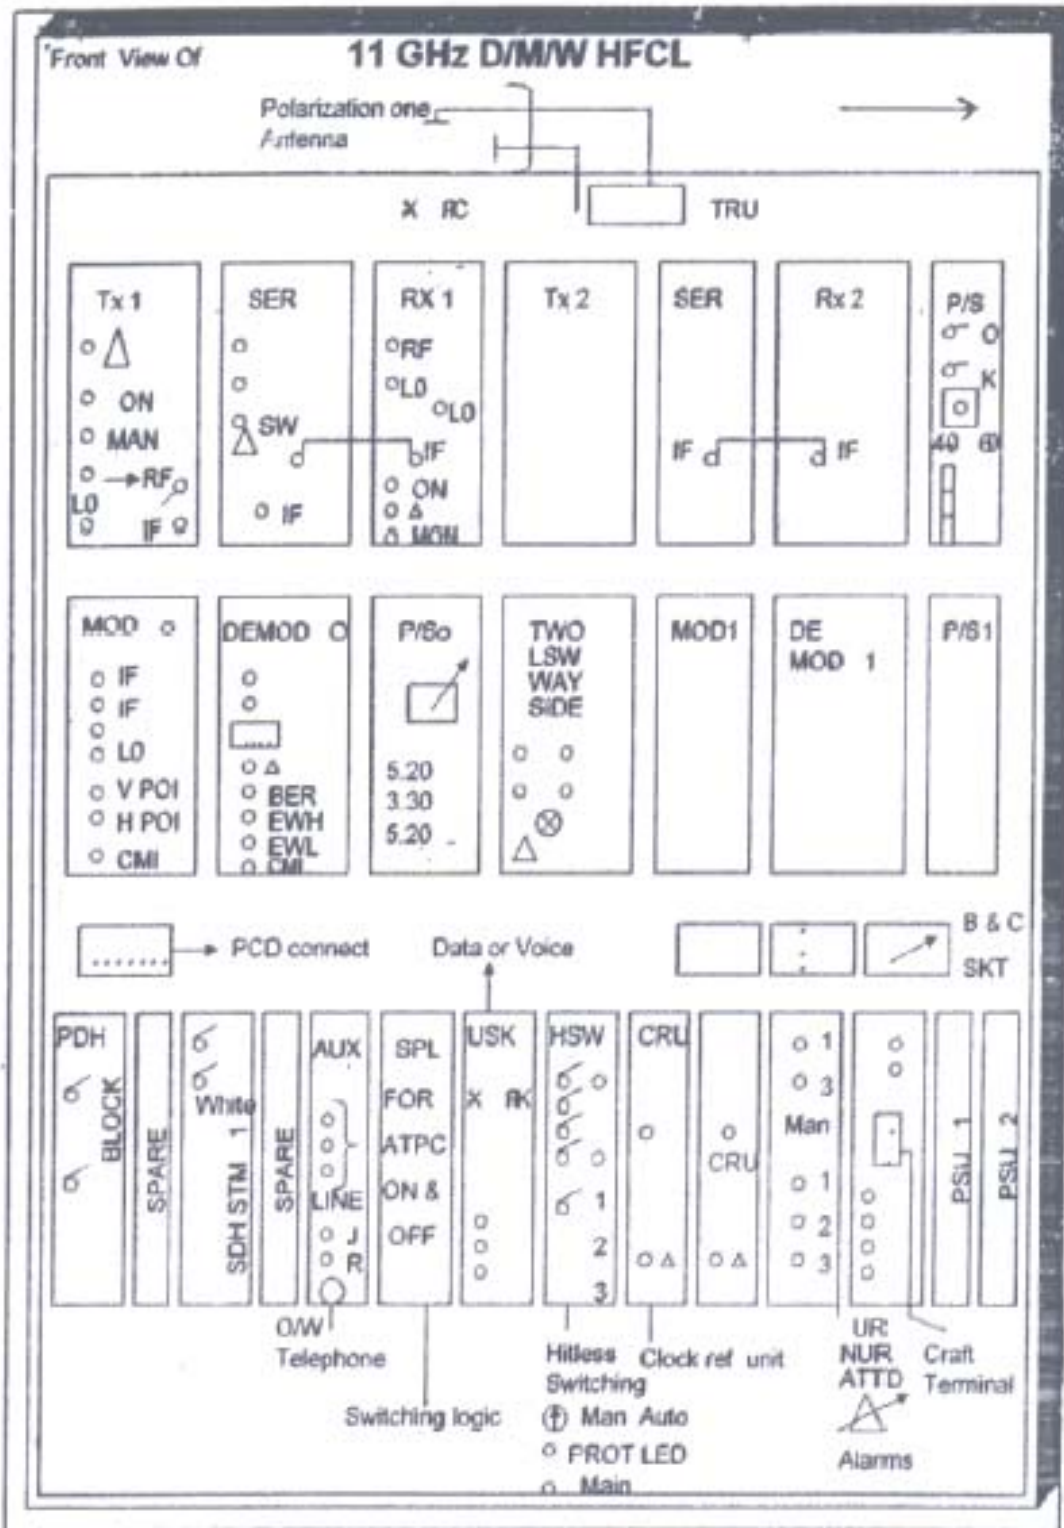 Front View Of
11 GHz D/M/W HFCL
Polarization one
Antenna
TRU
Tx 1
ON
MAN
RF
LO
IF
SER
SW
IF
RX 1
RF
LO
LO
IF
ON
MON
Tx 2
SER
IF
Rx 2
IF
P/S
O
K
40 60
MOD O
IF
IF
LO
V POI
H POI
CMI
DEMOD O
BER
EWH
EWL
CMI
P/So
5.20
3.30
5.20
TWO
LSW
WAY
SIDE
MOD1
DE
MOD 1
P/S1
PCD connect
Data or Voice
B & C
SKT
PDH
BLOCK
SPARE
White
SDH STM 1
SPARE
AUX
LINE
J
R
SPL
FOR
ATPC
ON &
OFF
USK
HSW
1
2
3
CRU
CRU
1
3
Man
1
2
3
PSU 1
PSU 2
O/W
Telephone
Switching logic
Hitless
Switching
Man Auto
PROT LED
Main
Clock ref unit
UR
NUR
ATTD
Alarms
Craft
Terminal